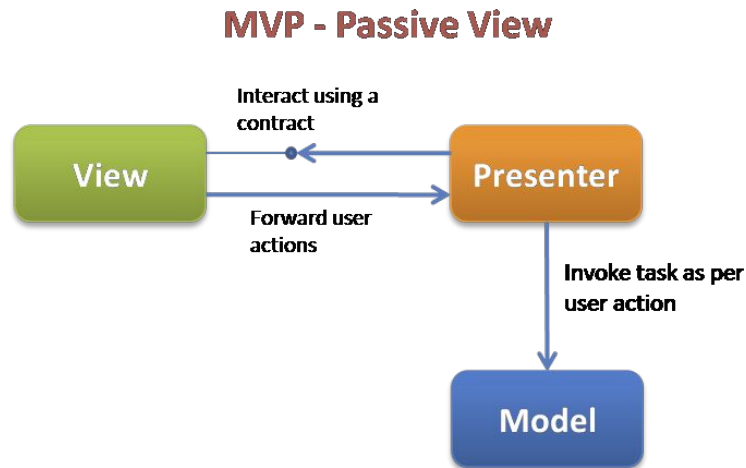 MVP - Passive View
Interact using a
contract
View
Presenter
Forward user
actions
Invoke task as per
user action
Model